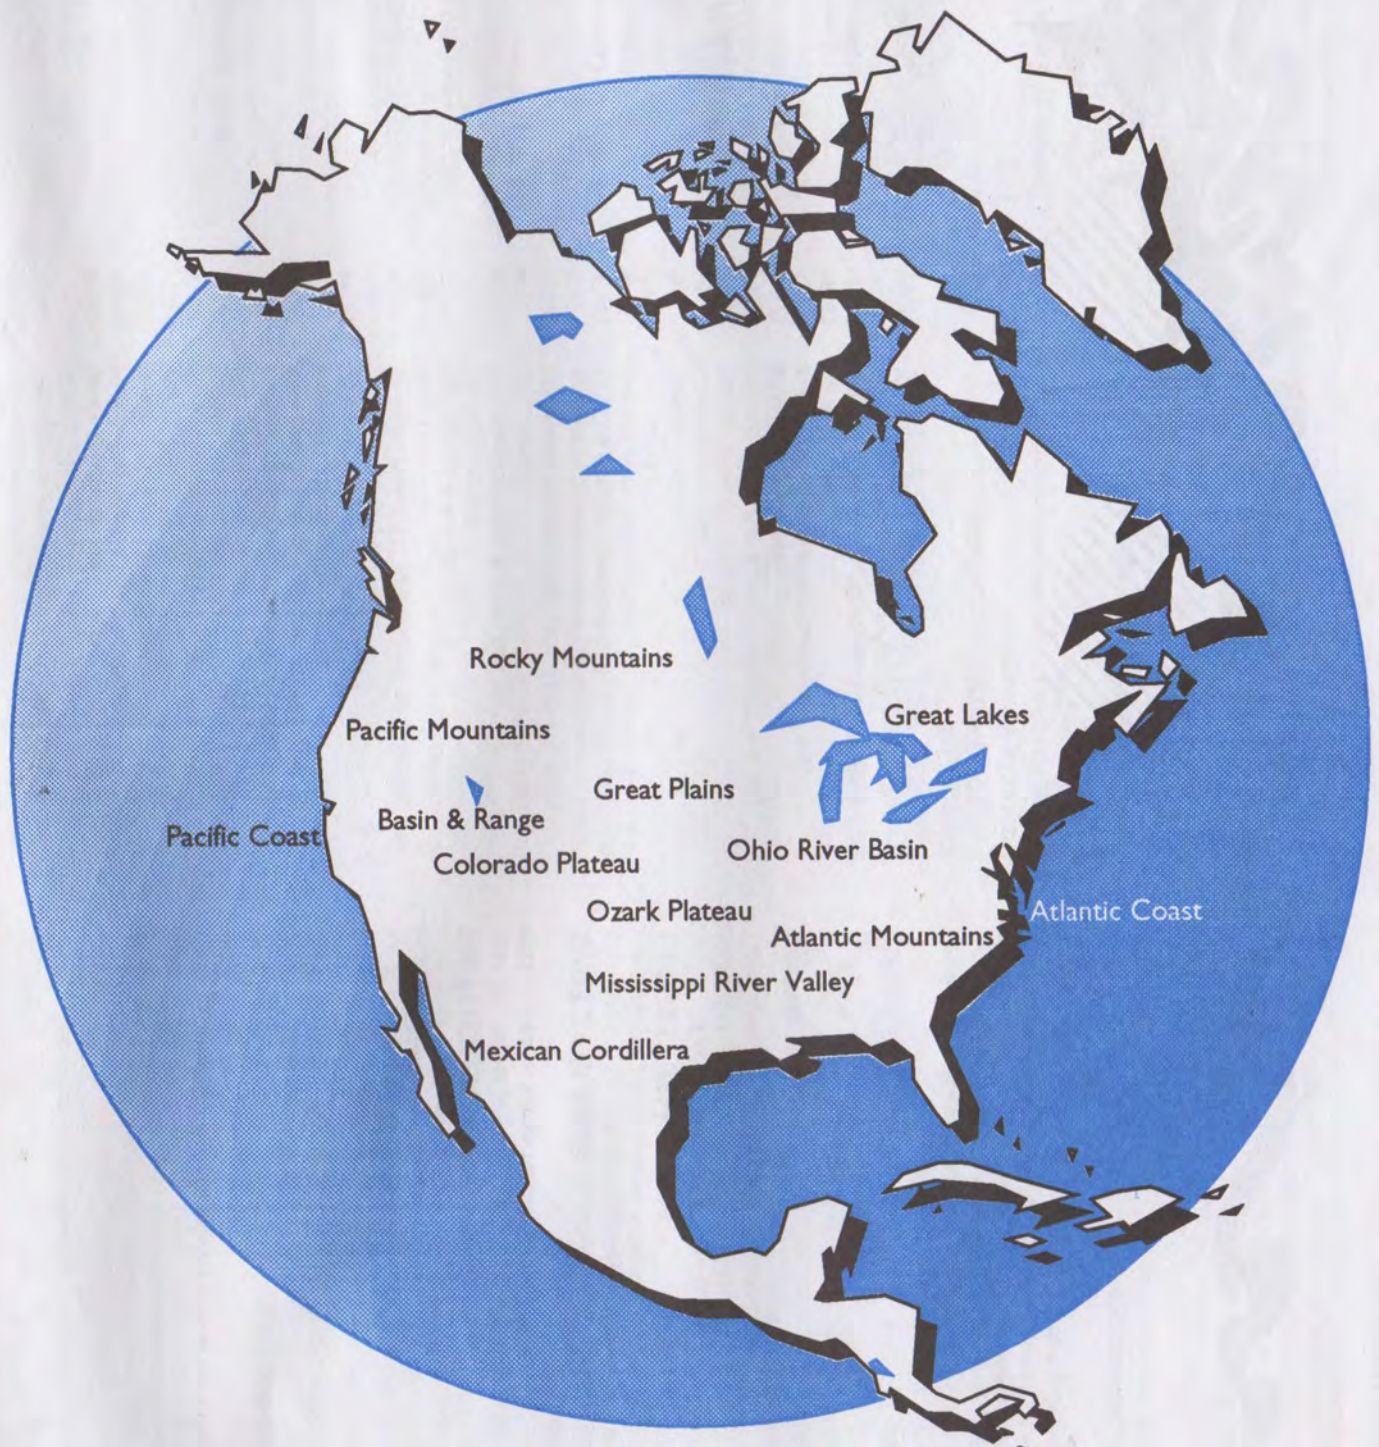 Rocky Mountains
Great Lakes
Pacific Mountains
Great Plains
Basin & Range
Pacific Coast
Ohio River Basin
Colorado Plateau
Ozark Plateau
Atlantic Coast
Atlantic Mountains
Mississippi River Valley
Mexican Cordillera